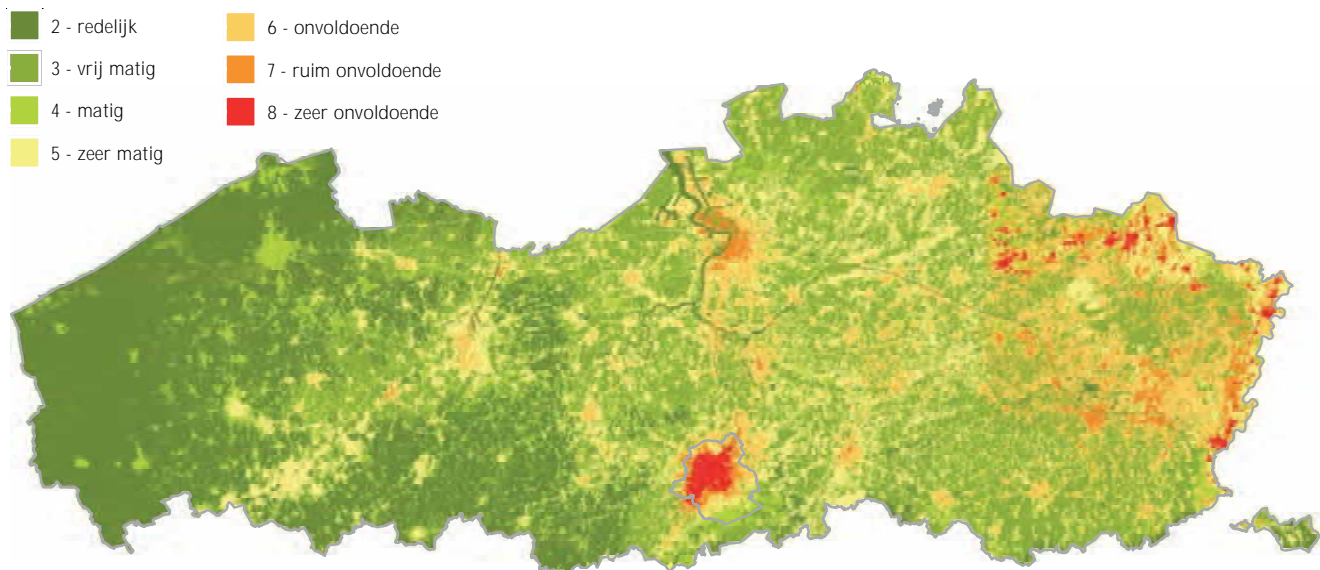 2 - redelijk
3 - vrij matig
4 - matig
5 - zeer matig
6 - onvoldoende
7 - ruim onvoldoende
8 - zeer onvoldoende